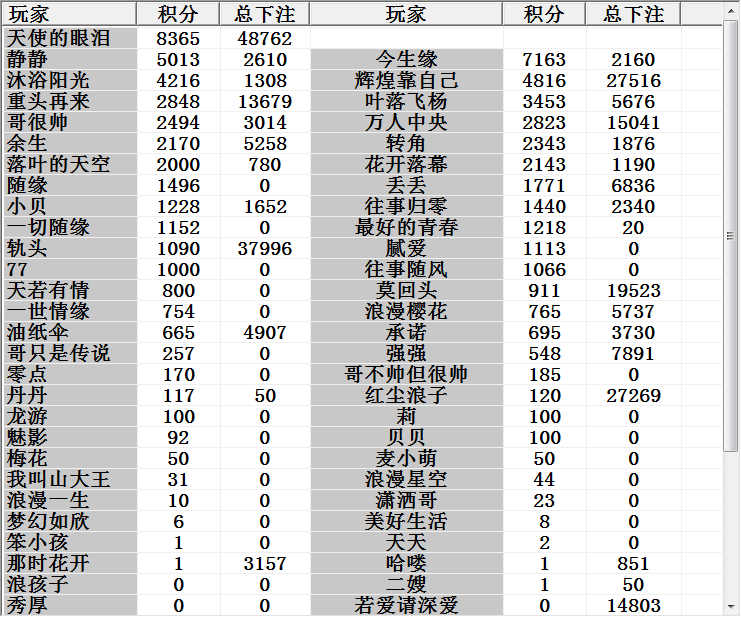 玩家 积分 总下注 玩家 积分 总下注
天使的眼泪 8365 48762
静静 5013 2610 今生缘 7163 2160
沐浴阳光 4216 1308 辉煌靠自己 4816 27516
重头再来 2848 13679 叶落飞杨 3453 5676
哥很帅 2494 3014 万人中央 2823 15041
余生 2170 5258 转角 2343 1876
落叶的天空 2000 780 花开落幕 2143 1190
随缘 1496 0 丢丢 1771 6836
小贝 1228 1652 往事归零 1440 2340
一切随缘 1152 0 最好的青春 1218 20
轨头 1090 37996 腻爱 1113 0
77 1000 0 往事随风 1066 0
天若有情 800 0 莫回头 911 19523
一世情缘 754 0 浪漫樱花 765 5737
油纸伞 665 4907 承诺 695 3730
哥只是传说 257 0 强强 548 7891
零点 170 0 哥不帅但很帅 185 0
丹丹 117 50 红尘浪子 120 27269
龙游 100 0 莉 100 0
魅影 92 0 贝贝 100 0
梅花 50 0 麦小萌 50 0
我叫山大王 31 0 浪漫星空 44 0
浪漫一生 10 0 潇洒哥 23 0
梦幻如欣 6 0 美好生活 8 0
笨小孩 1 0 天天 2 0
那时花开 1 3157 哈喽 1 851
浪孩子 0 0 二嫂 1 50
秀厚 0 0 若爱请深爱 0 14803